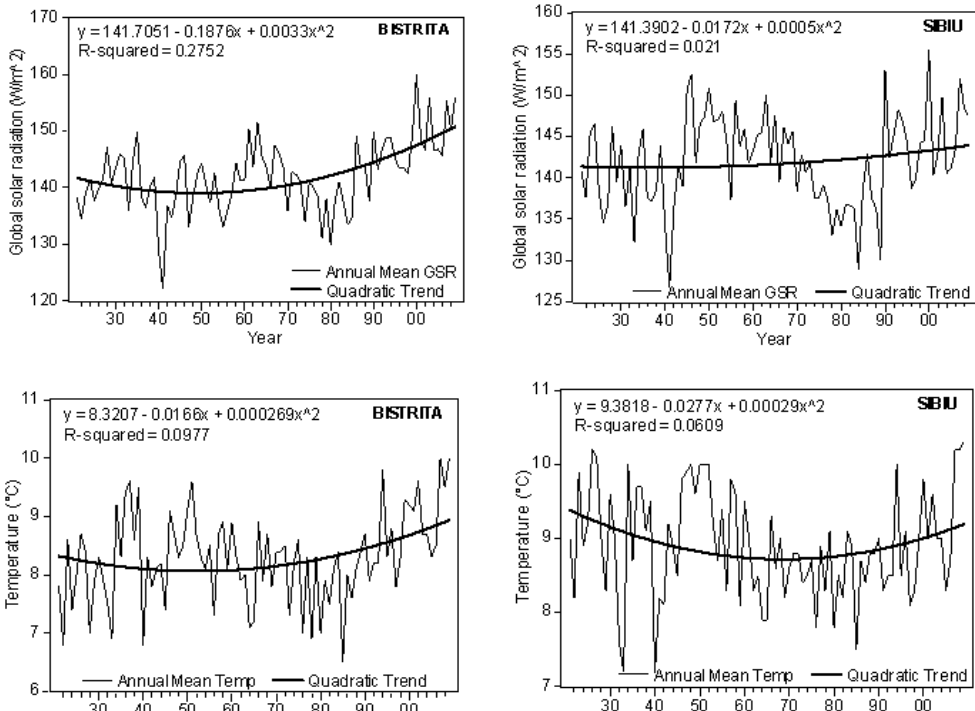 y = 141.7051 - 0.1876x + 0.0033x^2
BISTRITA
R-squared = 0.2752
170
160
150
140
130
120
Global solar radiation (W/m^2)
Annual Mean GSR
Quadratic Trend
30 40 50 60 70 80 90 00
Year
y = 141.3902 - 0.0172x + 0.0005x^2
SIBIU
R-squared = 0.021
160
155
150
145
140
135
130
125
Global solar radiation (W/m^2)
Annual Mean GSR
Quadratic Trend
30 40 50 60 70 80 90 00
Year
y = 8.3207 - 0.0166x + 0.000269x^2
BISTRITA
R-squared = 0.0977
11
10
9
8
7
6
Temperature (°C)
Annual Mean Temp
Quadratic Trend
30 40 50 60 70 80 90 00
y = 9.3818 - 0.0277x + 0.00029x^2
SIBIU
R-squared = 0.0609
11
10
9
8
7
Temperature (°C)
Annual Mean Temp
Quadratic Trend
30 40 50 60 70 80 90 00